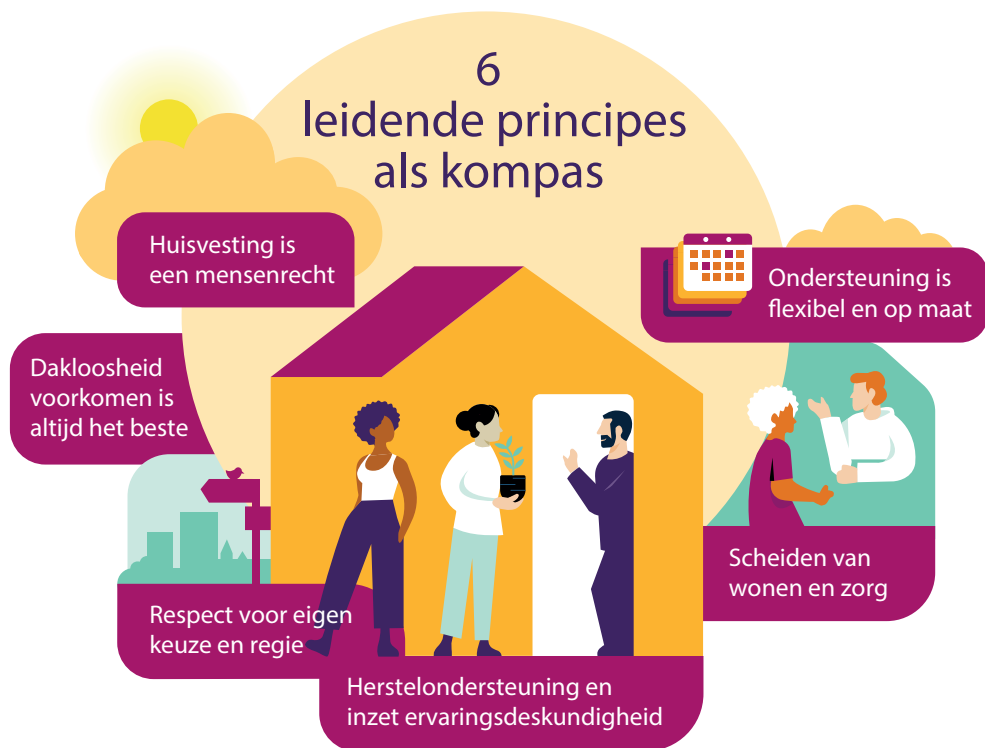 6
leidende principes
als kompas
Huisvesting is
een mensenrecht
Ondersteuning is
flexibel en op maat
Dakloosheid
voorkomen is
altijd het beste
Scheiden van
wonen en zorg
Respect voor eigen
keuze en regie
Herstelondersteuning en
inzet ervaringsdeskundigheid